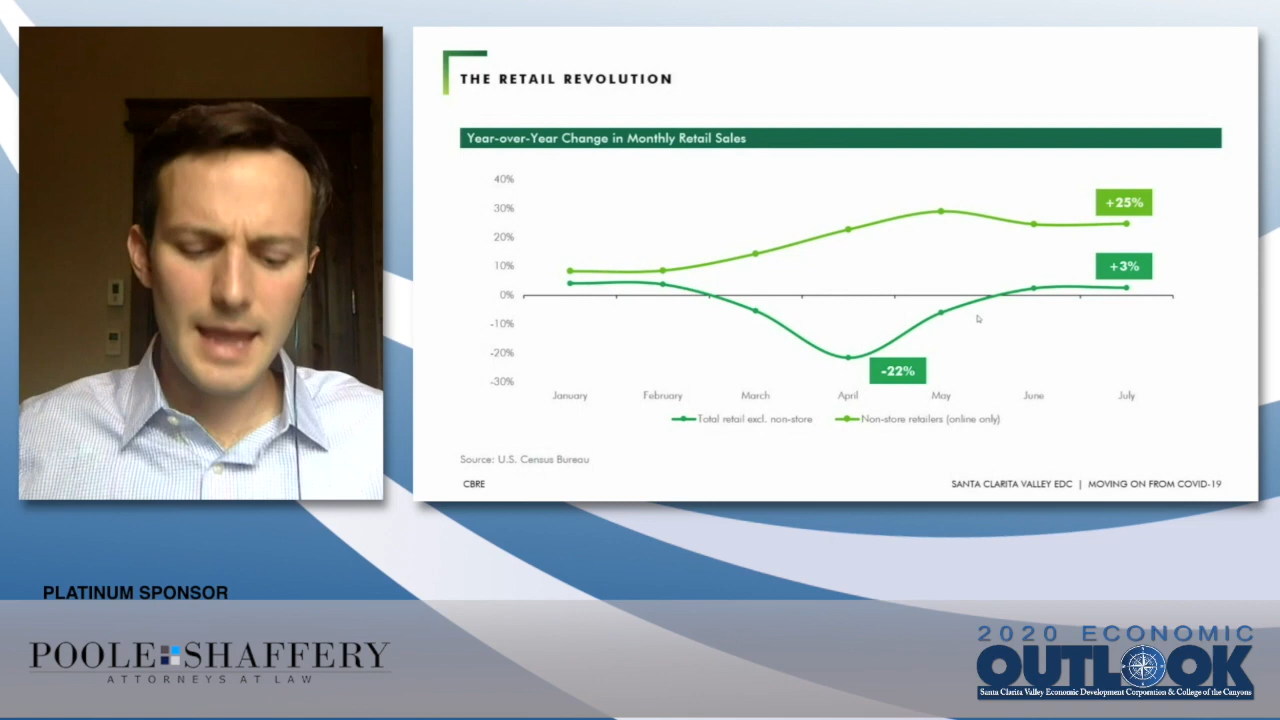 THE RETAIL REVOLUTION
Year-over-Year Change in Monthly Retail Sales
40%
30%
20%
10%
0%
-10%
-20%
-30%
+25%
+3%
-22%
January February March April May June July
Total retail excl. non-store Non-store retailers (online only)
Source: U.S. Census Bureau
CBRE
SANTA CLARITA VALLEY EDC | MOVING ON FROM COVID-19
PLATINUM SPONSOR
POOLE SHAFFERY
ATTORNEYS AT LAW
2020 ECONOMIC
OUTLOOK
Santa Clarita Valley Economic Development Corporation & College of the Canyons